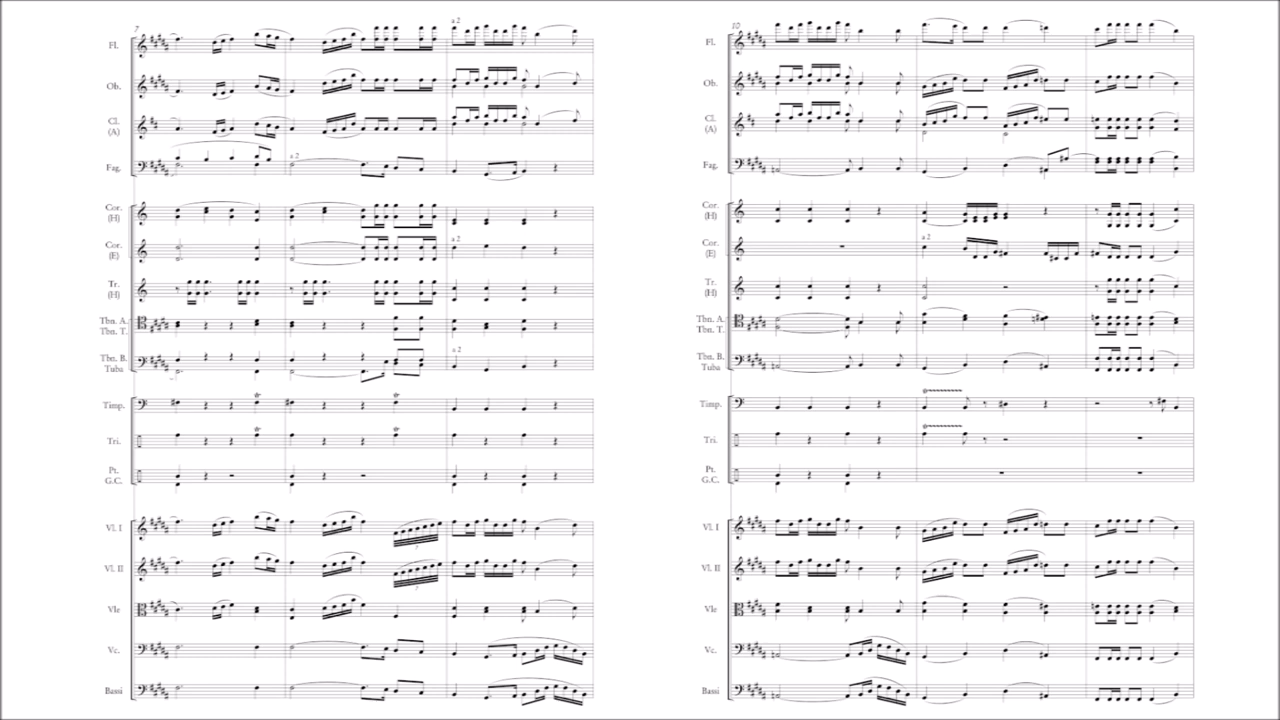 7
a 2
Fl.
Ob.
Cl.
(A)
a 2
Fag.
Cor.
(H)
Cor.
(E)
a 2
Tr.
(H)
Tbn. A.
Tbn. T.
a 2
Tbn. B.
Tuba
Timp.
Tri.
Pt.
G.C.
Vl. I
7
Vl. II
7
Vle
Vc.
Bassi
10
Fl.
Ob.
Cl.
(A)
Fag.
Cor.
(H)
Cor.
(E)
a 2
Tr.
(H)
Tbn. A.
Tbn. T.
Tbn. B.
Tuba
Timp.
Tri.
Pt.
G.C.
Vl. I
Vl. II
Vle
Vc.
Bassi